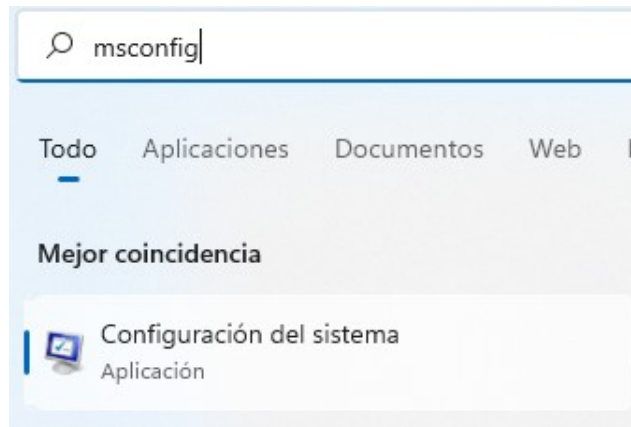 msconfig
Todo Aplicaciones Documentos Web
Mejor coincidencia
Configuración del sistema
Aplicación